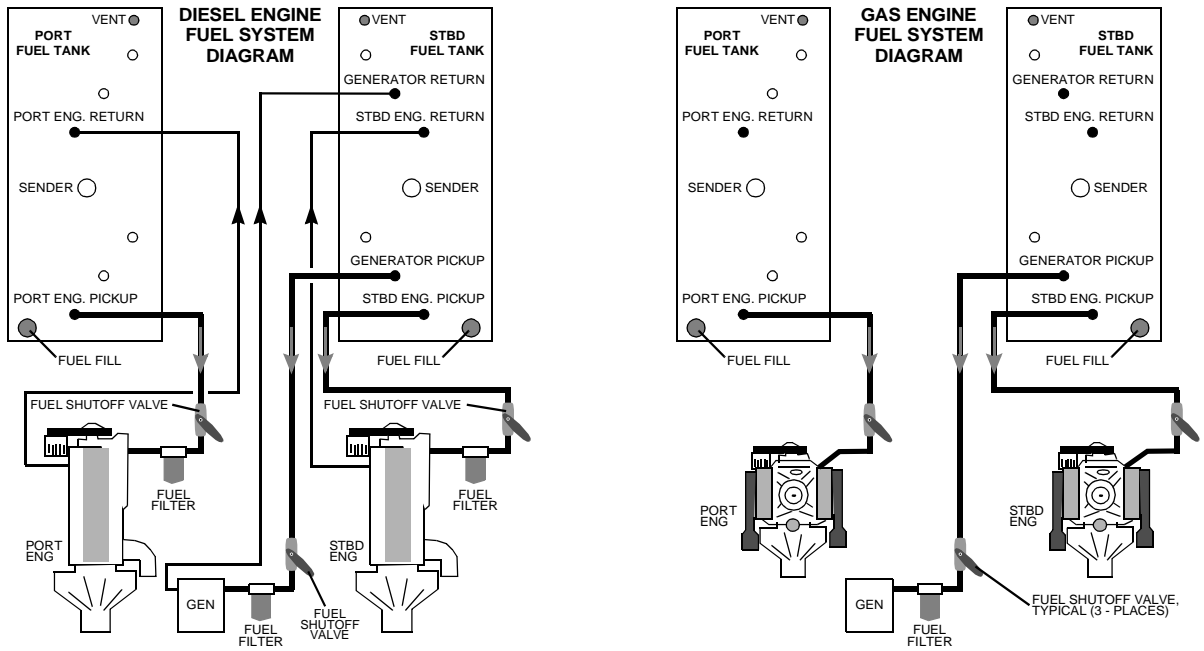 DIESEL ENGINE
FUEL SYSTEM
DIAGRAM
VENT
PORT
FUEL TANK
PORT ENG. RETURN
SENDER
PORT ENG. PICKUP
FUEL FILL
VENT
STBD
FUEL TANK
GENERATOR RETURN
STBD ENG. RETURN
SENDER
GENERATOR PICKUP
STBD ENG. PICKUP
FUEL FILL
FUEL SHUTOFF VALVE
FUEL SHUTOFF VALVE
FUEL
FILTER
FUEL
FILTER
PORT
ENG
STBD
ENG
GEN
FUEL
FILTER
FUEL
SHUTOFF
VALVE
GAS ENGINE
FUEL SYSTEM
DIAGRAM
PORT
FUEL TANK
PORT ENG. RETURN
SENDER
PORT ENG. PICKUP
FUEL FILL
VENT
STBD
FUEL TANK
GENERATOR RETURN
STBD ENG. RETURN
SENDER
GENERATOR PICKUP
STBD ENG. PICKUP
FUEL FILL
VENT
PORT
ENG
STBD
ENG
GEN
FUEL
FILTER
FUEL SHUTOFF VALVE,
TYPICAL (3 - PLACES)